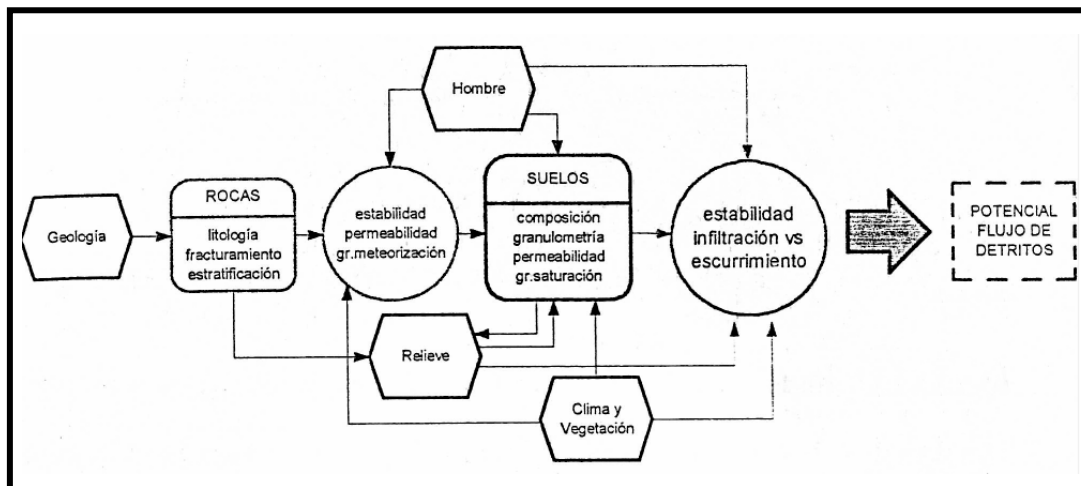 Hombre
Geología
ROCAS
litología
fracturamiento
estratificación
estabilidad
permeabilidad
gr.meteorización
SUELOS
composición
granulometría
permeabilidad
gr.saturación
estabilidad
infiltración vs
escurrimiento
POTENCIAL
FLUJO DE
DETRITOS
Relieve
Clima y
Vegetación